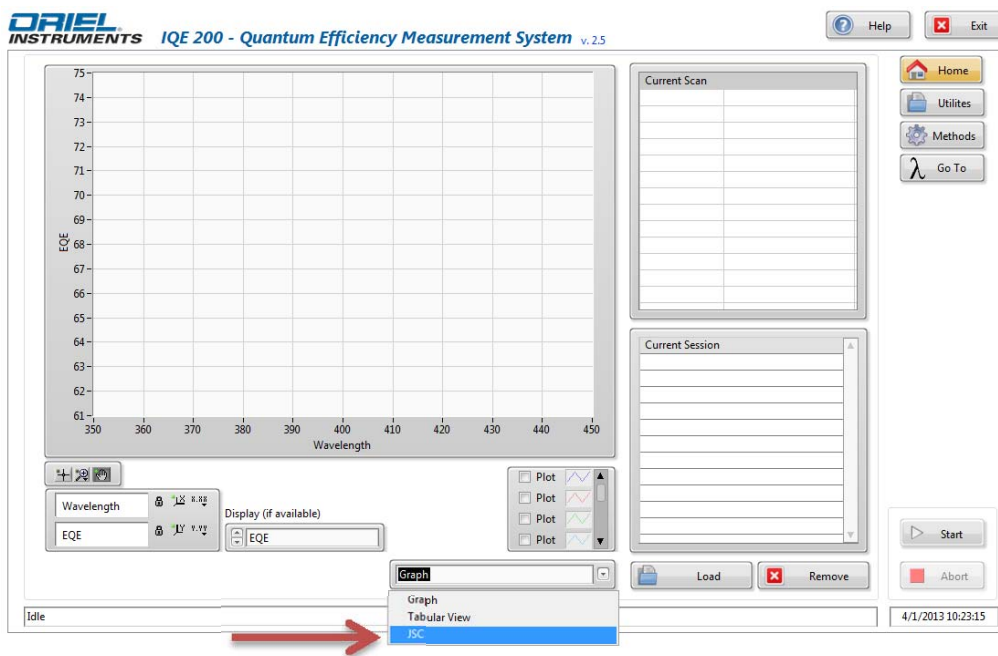 ORIEL
INSTRUMENTS IQE 200 - Quantum Efficiency Measurement System v. 2.5
Help
Exit
75
74
73
72
71
70
69
68
67
66
65
64
63
62
61
EQE
350 360 370 380 390 400 410 420 430 440 450
Wavelength
Current Scan
Current Session
Home
Utilites
Methods
λ Go To
Wavelength
EQE
Display (if available)
EQE
Plot
Plot
Plot
Plot
Graph
Graph
Tabular View
JSC
Load
Remove
Start
Abort
Idle
4/1/2013 10:23:15